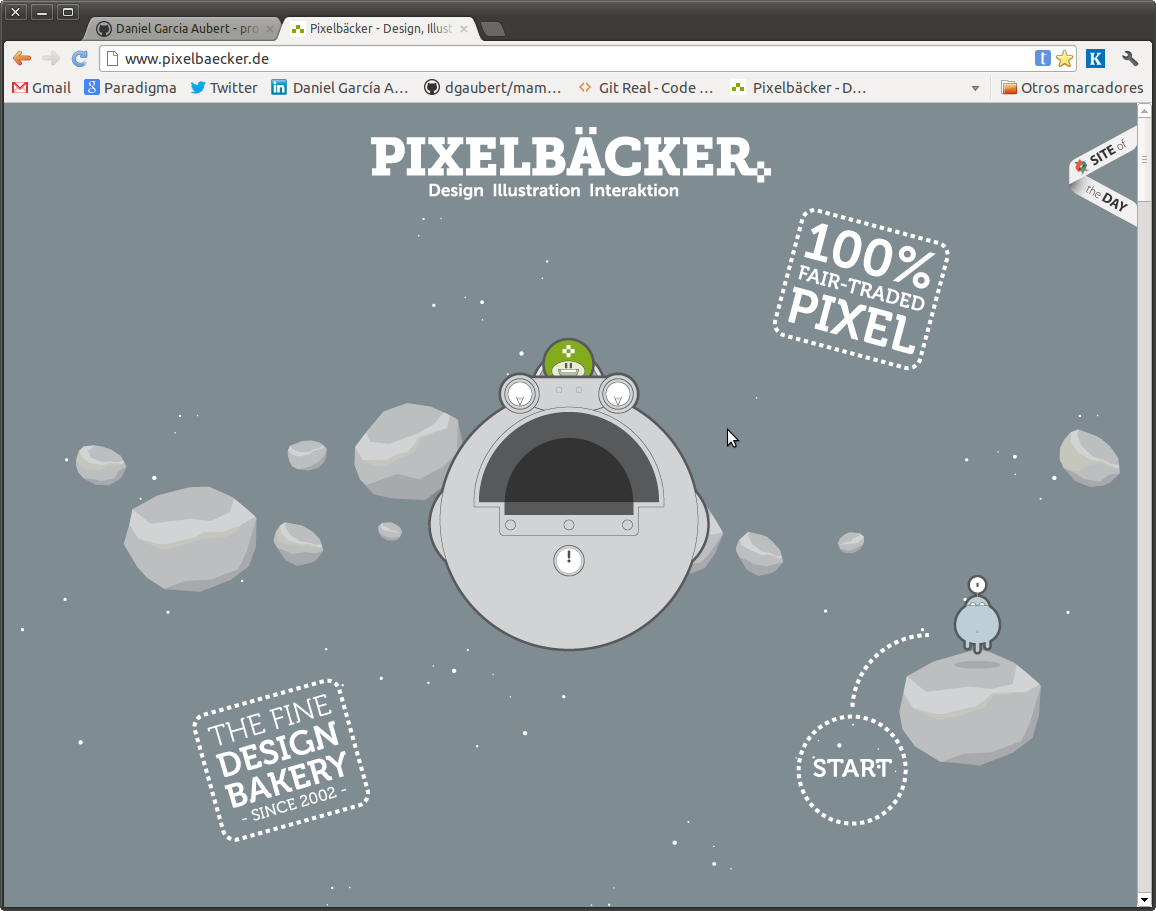 Daniel Garcia Aubert - pro
Pixelbäcker - Design, Illust
www.pixelbaecker.de
Gmail
Paradigma
Twitter
Daniel García A...
dgaubert/mam...
Git Real - Code ...
Pixelbäcker - D...
Otros marcadores
PIXELBÄCKER
Design Illustration Interaktion
SITE of
the DAY
100%
FAIR-TRADED
PIXEL
!
THE FINE
DESIGN
BAKERY
- SINCE 2002 -
START